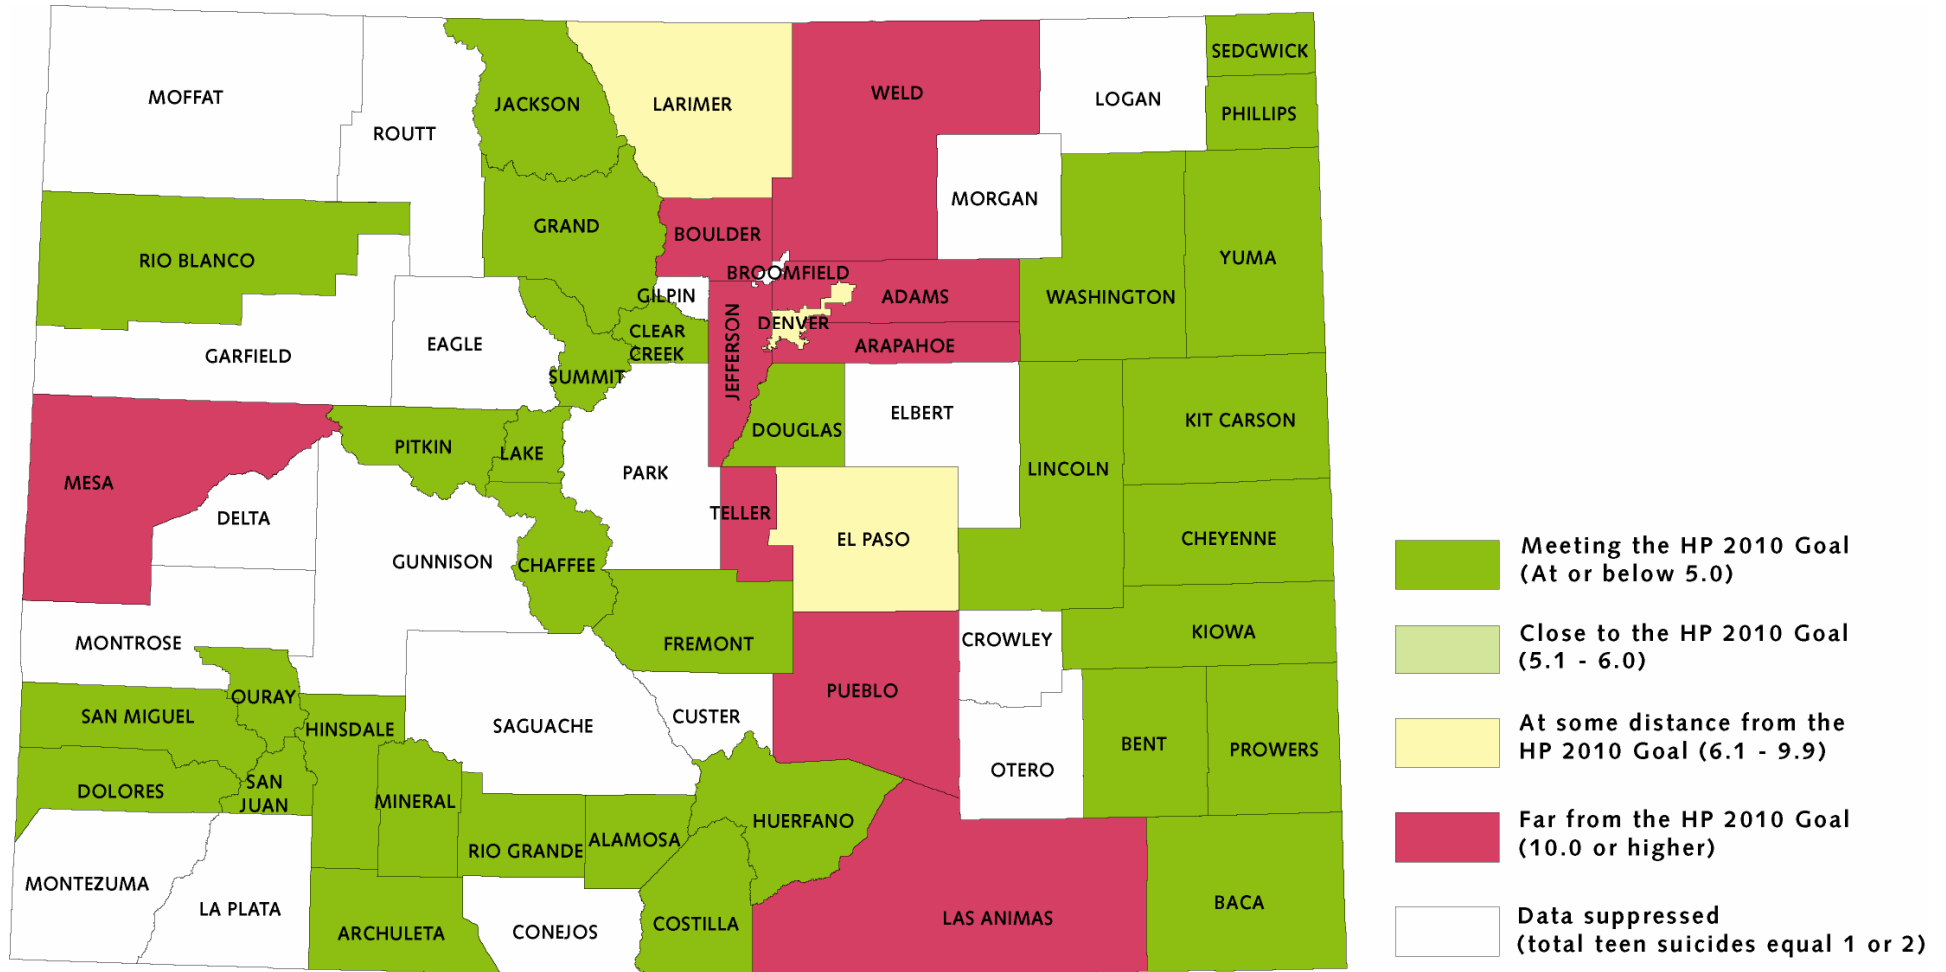 SEDGWICK
MOFFAT
JACKSON
LARIMER
WELD
LOGAN
PHILLIPS
ROUTT
MORGAN
GRAND
BOULDER
RIO BLANCO
YUMA
BROOMFIELD
GILPIN
ADAMS
WASHINGTON
DENVER
CLEAR
CREEK
JEFFERSON
ARAPAHOE
GARFIELD
EAGLE
SUMMIT
ELBERT
KIT CARSON
DOUGLAS
PITKIN
LAKE
PARK
LINCOLN
MESA
DELTA
TELLER
EL PASO
CHEYENNE
GUNNISON
CHAFFEE
MONTROSE
FREMONT
CROWLEY
KIOWA
OURAY
PUEBLO
SAN MIGUEL
HINSDALE
SAGUACHE
CUSTER
BENT
PROWERS
OTERO
SAN
JUAN
DOLORES
MINERAL
HUERFANO
RIO GRANDE
ALAMOSA
MONTEZUMA
LA PLATA
ARCHULETA
CONEJOS
COSTILLA
LAS ANIMAS
BACA
Meeting the HP 2010 Goal
(At or below 5.0)
Close to the HP 2010 Goal
(5.1 - 6.0)
At some distance from the
HP 2010 Goal (6.1 - 9.9)
Far from the HP 2010 Goal
(10.0 or higher)
Data suppressed
(total teen suicides equal 1 or 2)